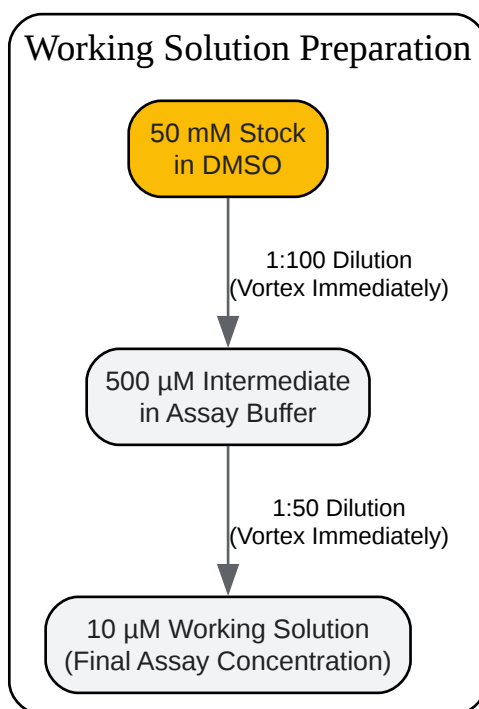 Working Solution Preparation
50 mM Stock
in DMSO
1:100 Dilution
(Vortex Immediately)
500 µM Intermediate
in Assay Buffer
1:50 Dilution
(Vortex Immediately)
10 µM Working Solution
(Final Assay Concentration)